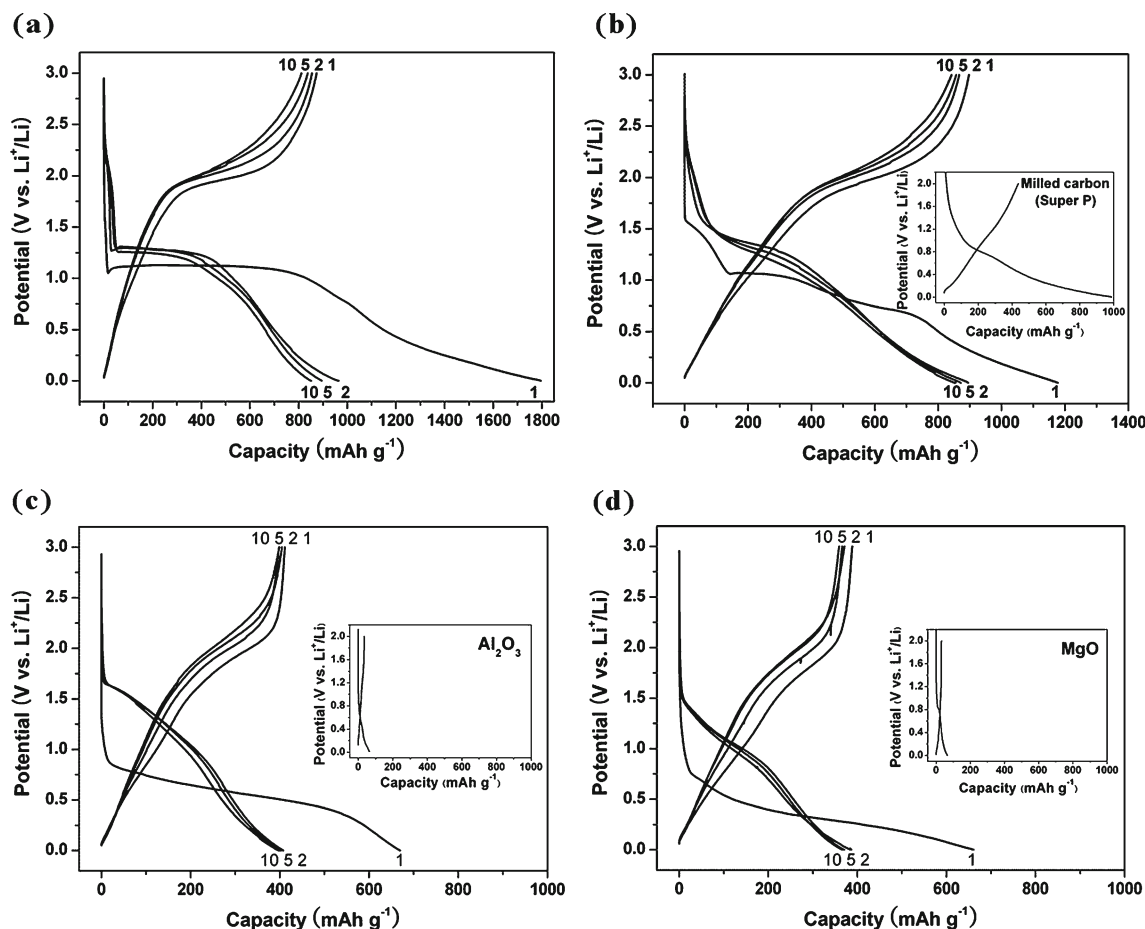 (a)
10 5 2 1
3.0
2.5
2.0
1.5
1.0
0.5
0.0
Potential (V vs. Li⁺/Li)
10 5 2
1
0 200 400 600 800 1000 1200 1400 1600 1800
Capacity (mAh g⁻¹)
(b)
10 5 2 1
3.0
2.5
2.0
1.5
1.0
0.5
0.0
Potential (V vs. Li⁺/Li)
Milled carbon
(Super P)
2.0
1.6
1.2
0.8
0.4
0.0
Potential (V vs. Li⁺/Li)
0 200 400 600 800 1000
Capacity (mAh g⁻¹)
10 5 2
1
0 200 400 600 800 1000 1200 1400
Capacity (mAh g⁻¹)
(c)
10 5 2 1
3.0
2.5
2.0
1.5
1.0
0.5
0.0
Potential (V vs. Li⁺/Li)
Al₂O₃
2.0
1.6
1.2
0.8
0.4
0.0
Potential (V vs. Li⁺/Li)
0 200 400 600 800 1000
Capacity (mAh g⁻¹)
10 5 2
1
0 200 400 600 800 1000
Capacity (mAh g⁻¹)
(d)
10 5 2 1
3.0
2.5
2.0
1.5
1.0
0.5
0.0
Potential (V vs. Li⁺/Li)
MgO
2.0
1.6
1.2
0.8
0.4
0.0
Potential (V vs. Li⁺/Li)
0 200 400 600 800 1000
Capacity (mAh g⁻¹)
10 5 2
1
0 200 400 600 800 1000
Capacity (mAh g⁻¹)